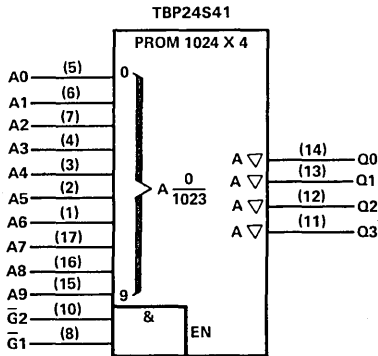 TBP24S41
PROM 1024 X 4
A0 (5) 0
A1 (6)
A2 (7)
A3 (4)
A4 (3)
A5 (2)
A6 (1)
A7 (17)
A8 (16)
A9 (15) 9
G̅2 (10) &
G̅1 (8) EN
A 0/1023
A ▽ (14) Q0
A ▽ (13) Q1
A ▽ (12) Q2
A ▽ (11) Q3